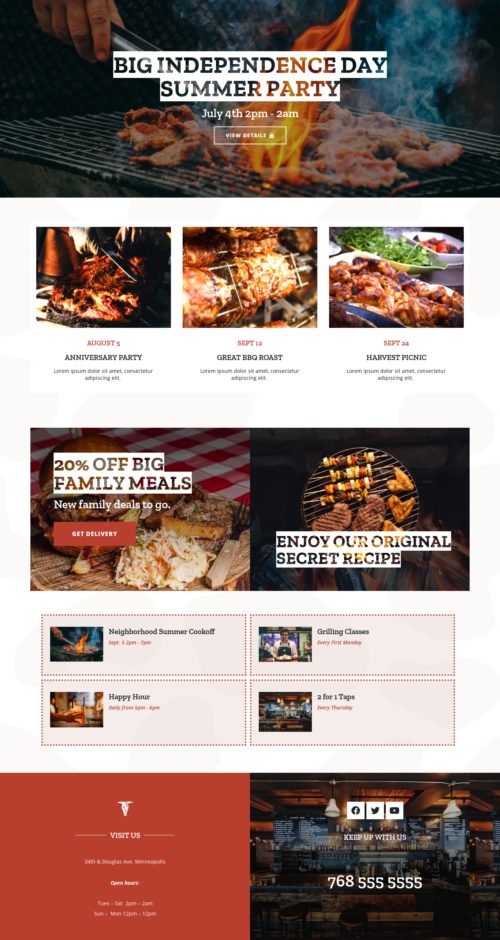 BIG INDEPENDENCE DAY
SUMMER PARTY
July 4th 2pm - 2am
VIEW DETAILS
AUGUST 5
ANNIVERSARY PARTY
Lorem ipsum dolor sit amet, consectetur
adipiscing elit.
SEPT 12
GREAT BBQ ROAST
Lorem ipsum dolor sit amet, consectetur
adipiscing elit.
SEPT 24
HARVEST PICNIC
Lorem ipsum dolor sit amet, consectetur
adipiscing elit.
20% OFF BIG
FAMILY MEALS
New family deals to go.
GET DELIVERY
ENJOY OUR ORIGINAL
SECRET RECIPE
Neighborhood Summer Cookoff
Sept. 3 2pm - 7pm
Grilling Classes
Every First Monday
Happy Hour
Daily from 5pm - 6pm
2 for 1 Taps
Every Thursday
VISIT US
54th & Douglas Ave. Minneapolis
Open hours:
Tues – Sat 2pm – 2am
Sun – Mon 12pm – 12pm
KEEP UP WITH US
768 555 5555